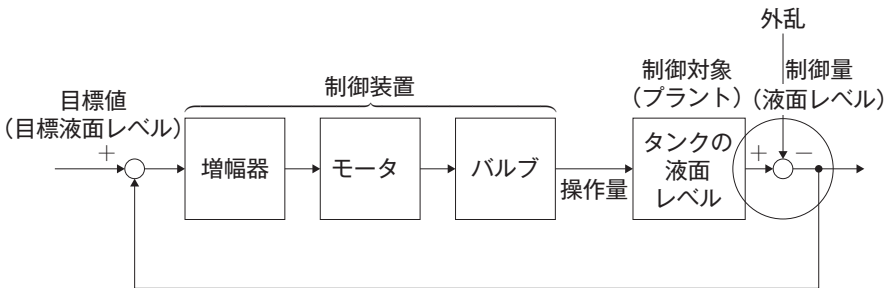 外乱
制御対象
(プラント)
制御量
(液面レベル)
制御装置
目標値
(目標液面レベル)
+
増幅器
モータ
バルブ
操作量
タンクの
液面
レベル
+
−